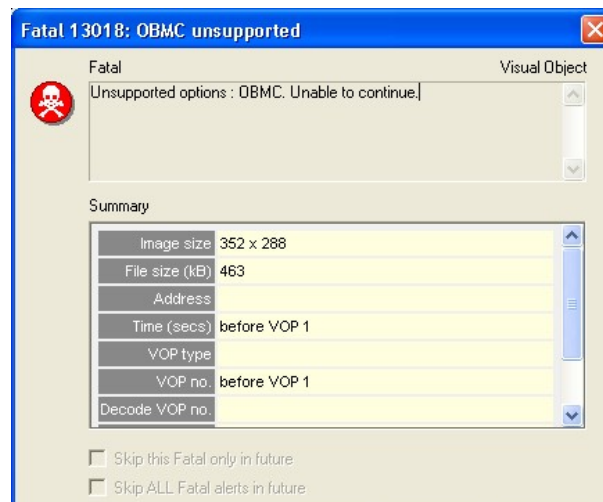 Fatal 13018: OBMC unsupported
Fatal Visual Object
Unsupported options : OBMC. Unable to continue.
Summary
Image size 352 x 288
File size (kB) 463
Address
Time (secs) before VOP 1
VOP type
VOP no. before VOP 1
Decode VOP no.
Skip this Fatal only in future
Skip ALL Fatal alerts in future